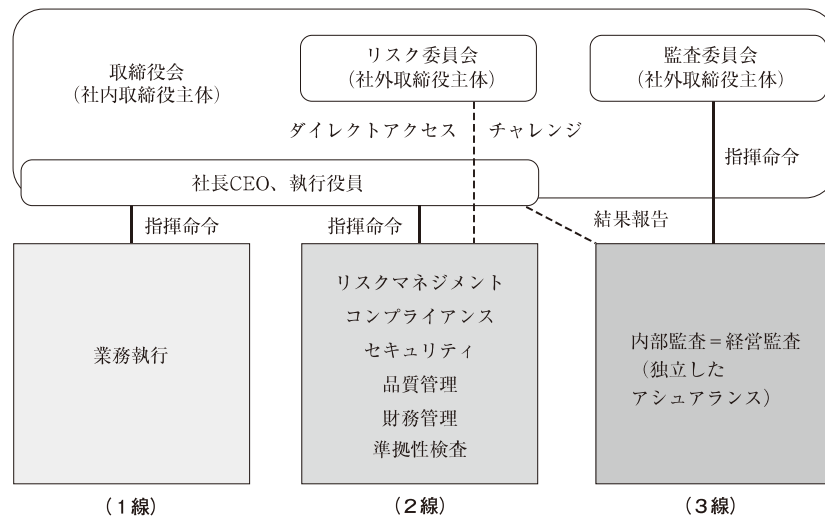 取締役会
（社内取締役主体）
リスク委員会
（社外取締役主体）
監査委員会
（社外取締役主体）
ダイレクトアクセス
チャレンジ
指揮命令
社長CEO、執行役員
指揮命令
指揮命令
結果報告
業務執行
リスクマネジメント
コンプライアンス
セキュリティ
品質管理
財務管理
準拠性検査
内部監査＝経営監査
（独立した
アシュアランス）
（1線）
（2線）
（3線）